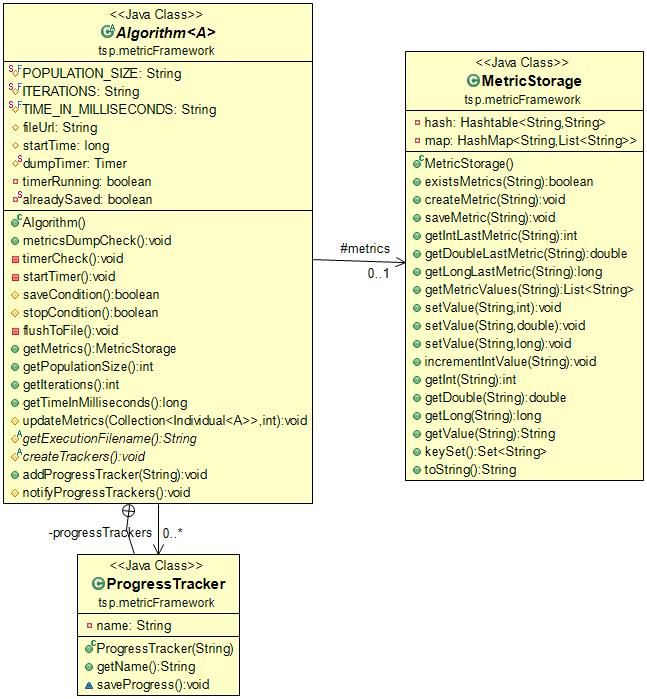 <<Java Class>>
Algorithm<A>
tsp.metricFramework
POPULATION_SIZE: String
ITERATIONS: String
TIME_IN_MILLISECONDS: String
fileUrl: String
startTime: long
dumpTimer: Timer
timerRunning: boolean
alreadySaved: boolean
Algorithm()
metricsDumpCheck():void
timerCheck():void
startTimer():void
saveCondition():boolean
stopCondition():boolean
flushToFile():void
getMetrics():MetricStorage
getPopulationSize():int
getIterations():int
getTimeInMilliseconds():long
updateMetrics(Collection<Individual<A>>,int):void
getExecutionFilename():String
createTrackers():void
addProgressTracker(String):void
notifyProgressTrackers():void
#metrics
0..1
<<Java Class>>
MetricStorage
tsp.metricFramework
hash: Hashtable<String,String>
map: HashMap<String,List<String>>
MetricStorage()
existsMetrics(String):boolean
createMetric(String):void
saveMetric(String):void
getIntLastMetric(String):int
getDoubleLastMetric(String):double
getLongLastMetric(String):long
getMetricValues(String):List<String>
setValue(String,int):void
setValue(String,double):void
setValue(String,long):void
incrementIntValue(String):void
getInt(String):int
getDouble(String):double
getLong(String):long
getValue(String):String
keySet():Set<String>
toString():String
-progressTrackers
0..*
<<Java Class>>
ProgressTracker
tsp.metricFramework
name: String
ProgressTracker(String)
getName():String
saveProgress():void